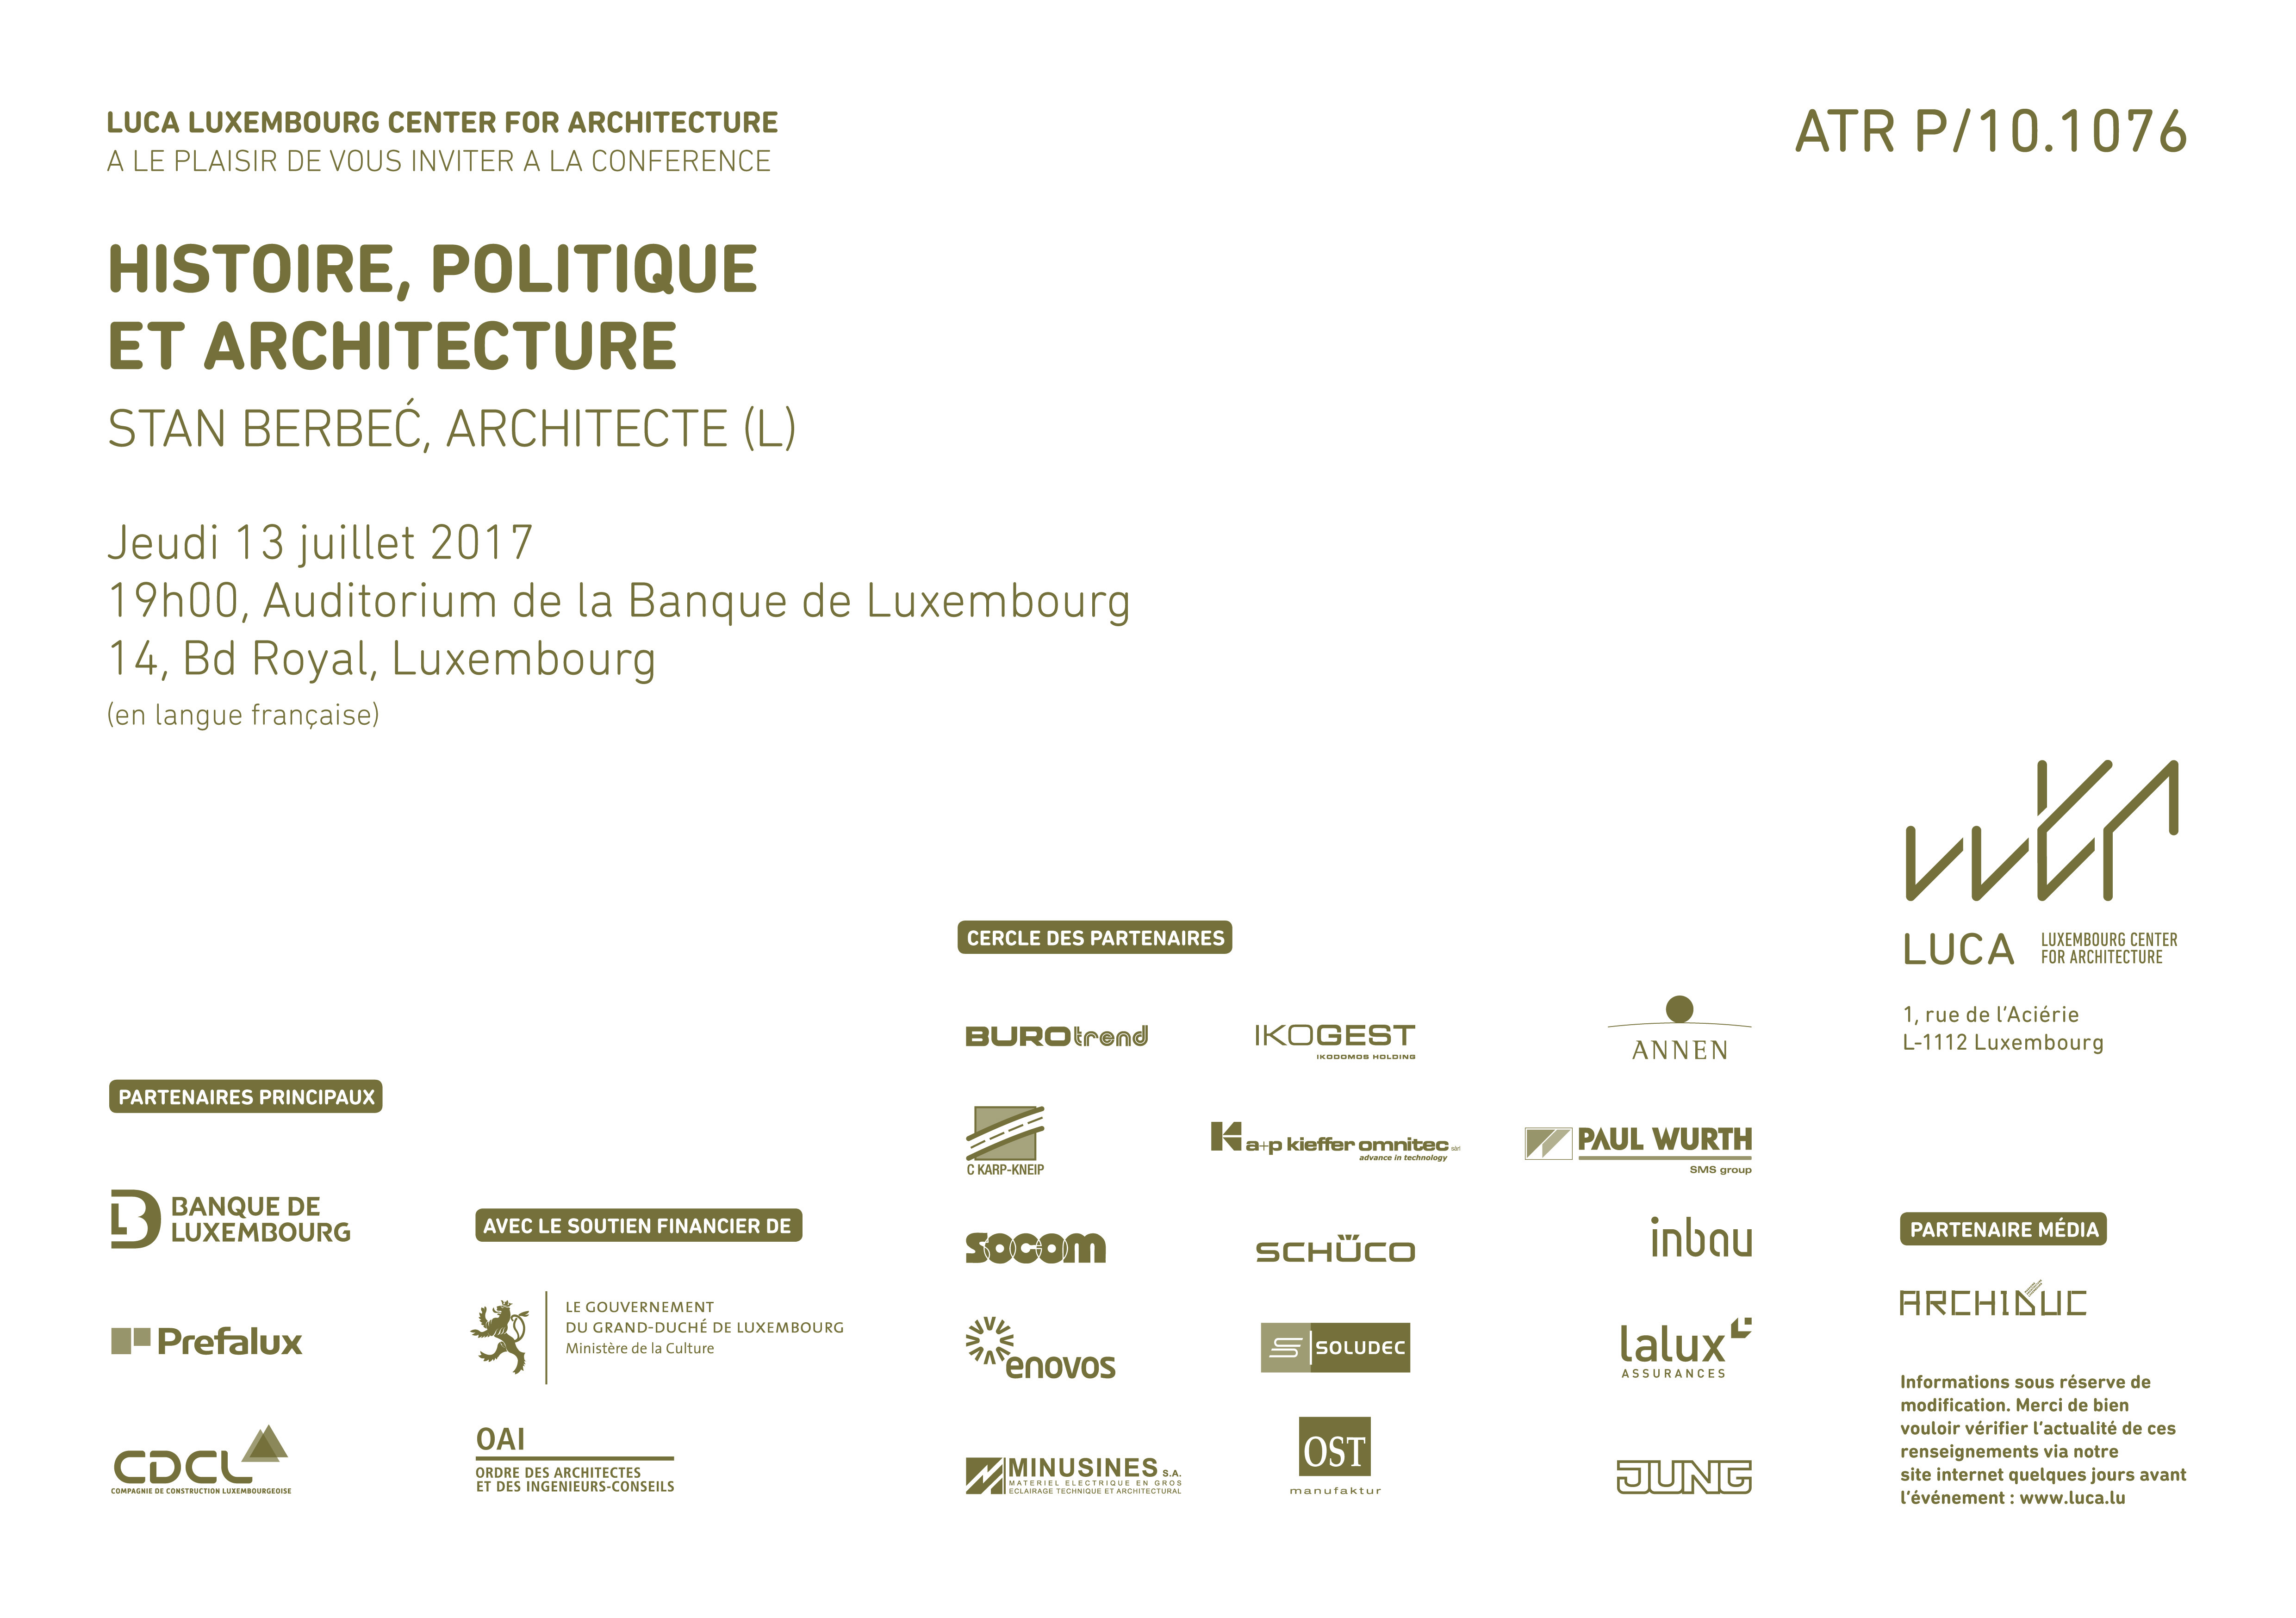 LUCA LUXEMBOURG CENTER FOR ARCHITECTURE
A LE PLAISIR DE VOUS INVITER A LA CONFERENCE
ATR P/10.1076
HISTOIRE, POLITIQUE
ET ARCHITECTURE
STAN BERBEĆ, ARCHITECTE (L)
Jeudi 13 juillet 2017
19h00, Auditorium de la Banque de Luxembourg
14, Bd Royal, Luxembourg
(en langue française)
PARTENAIRES PRINCIPAUX
BANQUE DE
LUXEMBOURG
Prefalux
CDCL
COMPAGNIE DE CONSTRUCTION LUXEMBOURGEOISE
AVEC LE SOUTIEN FINANCIER DE
LE GOUVERNEMENT
DU GRAND-DUCHÉ DE LUXEMBOURG
Ministère de la Culture
OAI
ORDRE DES ARCHITECTES
ET DES INGENIEURS-CONSEILS
CERCLE DES PARTENAIRES
BUROtrend
IKOGEST
IKODOMOS HOLDING
ANNEN
C KARP-KNEIP
K a+p kieffer omnitec sàrl
advance in technology
PAUL WURTH
SMS group
SOCOM
SCHÜCO
inbau
enovos
SOLUDEC
lalux
ASSURANCES
MINUSINES S.A.
MATERIEL ELECTRIQUE EN GROS
ECLAIRAGE TECHNIQUE ET ARCHITECTURAL
OST
manufaktur
JUNG
LUCA
LUXEMBOURG CENTER
FOR ARCHITECTURE
1, rue de l'Aciérie
L-1112 Luxembourg
PARTENAIRE MÉDIA
ARCHIDUC
Informations sous réserve de
modification. Merci de bien
vouloir vérifier l'actualité de ces
renseignements via notre
site internet quelques jours avant
l'événement : www.luca.lu